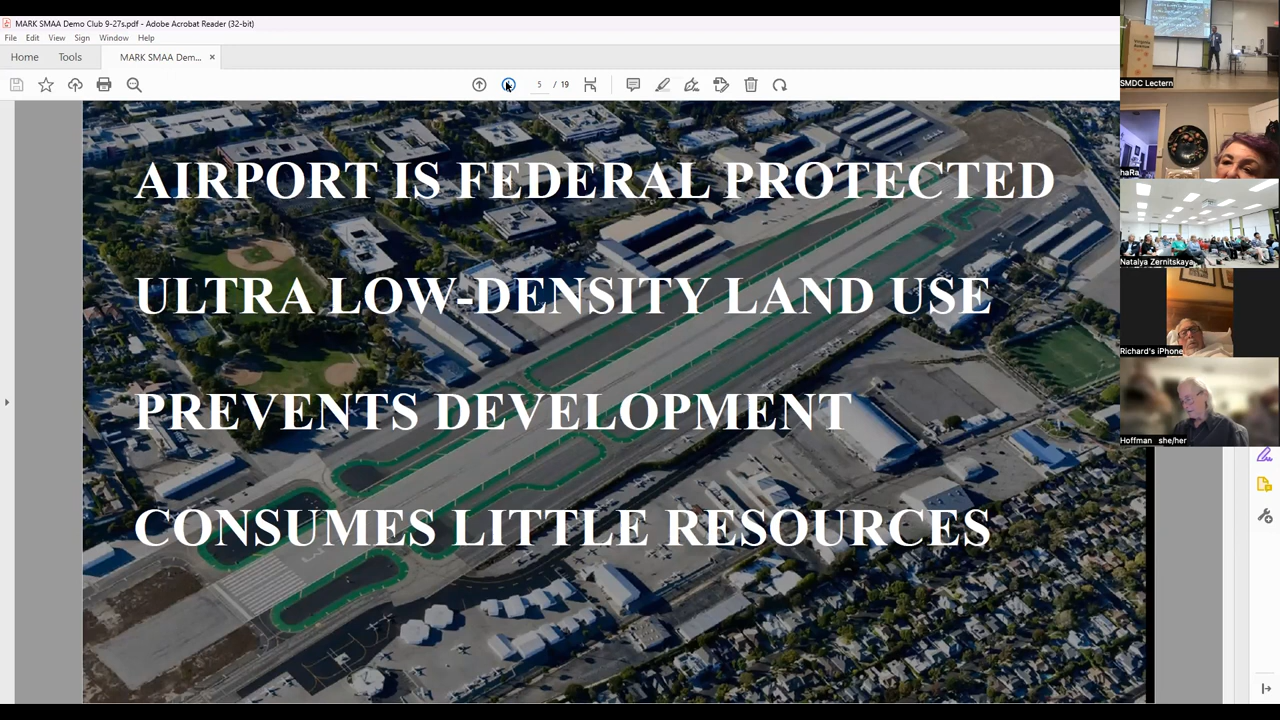 MARK SMAA Demo Club 9-27s.pdf - Adobe Acrobat Reader (32-bit)
File Edit View Sign Window Help
Home Tools MARK SMAA Dem... ×
5 / 19
AIRPORT IS FEDERAL PROTECTED
ULTRA LOW-DENSITY LAND USE
PREVENTS DEVELOPMENT
CONSUMES LITTLE RESOURCES
SMDC Lectern
haRa
Natalya Zernitskaya
Richard's iPhone
Hoffman she/her